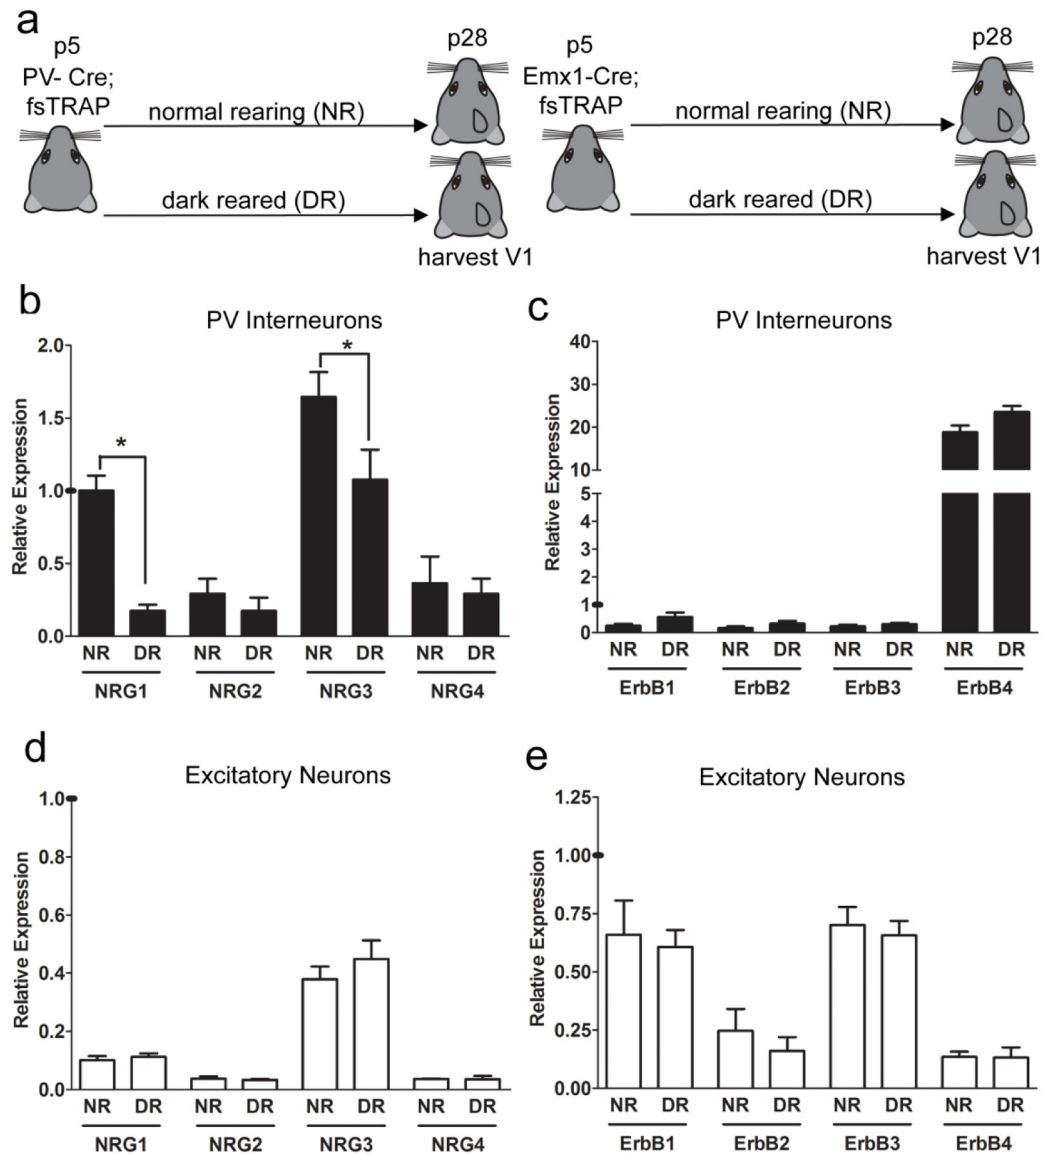 a
p5
PV- Cre;
fsTRAP
normal rearing (NR)
dark reared (DR)
p28
harvest V1
p5
Emx1-Cre;
fsTRAP
normal rearing (NR)
dark reared (DR)
p28
harvest V1
b
PV Interneurons
Relative Expression
2.0
1.5
1.0
0.5
0.0
*
*
NR DR NR DR NR DR NR DR
NRG1 NRG2 NRG3 NRG4
c
PV Interneurons
Relative Expression
40
30
20
10
5
4
3
2
1
0
NR DR NR DR NR DR NR DR
ErbB1 ErbB2 ErbB3 ErbB4
d
Excitatory Neurons
Relative Expression
1.0
0.8
0.6
0.4
0.2
0.0
NR DR NR DR NR DR NR DR
NRG1 NRG2 NRG3 NRG4
e
Excitatory Neurons
Relative Expression
1.25
1.00
0.75
0.50
0.25
0.00
NR DR NR DR NR DR NR DR
ErbB1 ErbB2 ErbB3 ErbB4